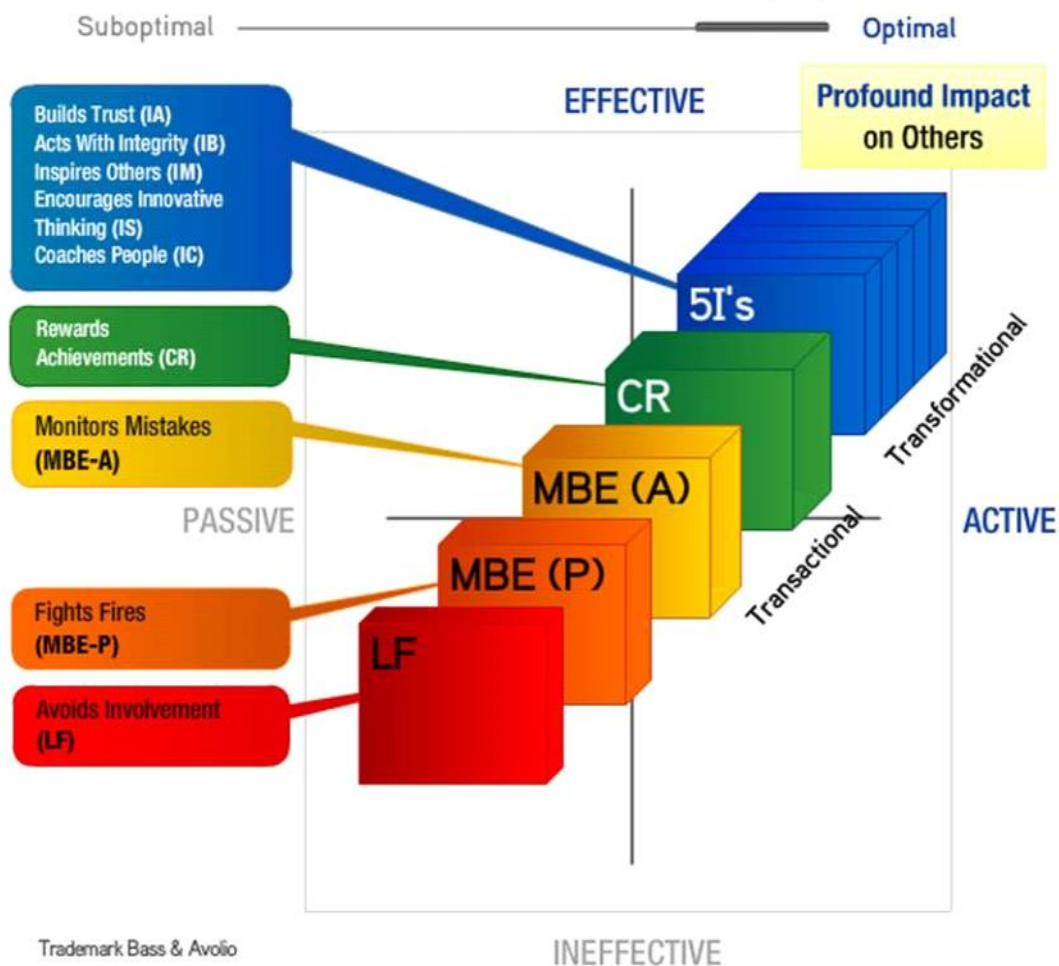 Suboptimal
Optimal
EFFECTIVE
Profound Impact
on Others
Builds Trust (IA)
Acts With Integrity (IB)
Inspires Others (IM)
Encourages Innovative
Thinking (IS)
Coaches People (IC)
5I's
Rewards
Achievements (CR)
CR
Transformational
Monitors Mistakes
(MBE-A)
MBE (A)
PASSIVE
ACTIVE
Transactional
MBE (P)
Fights Fires
(MBE-P)
LF
Avoids Involvement
(LF)
Trademark Bass & Avolio
INEFFECTIVE